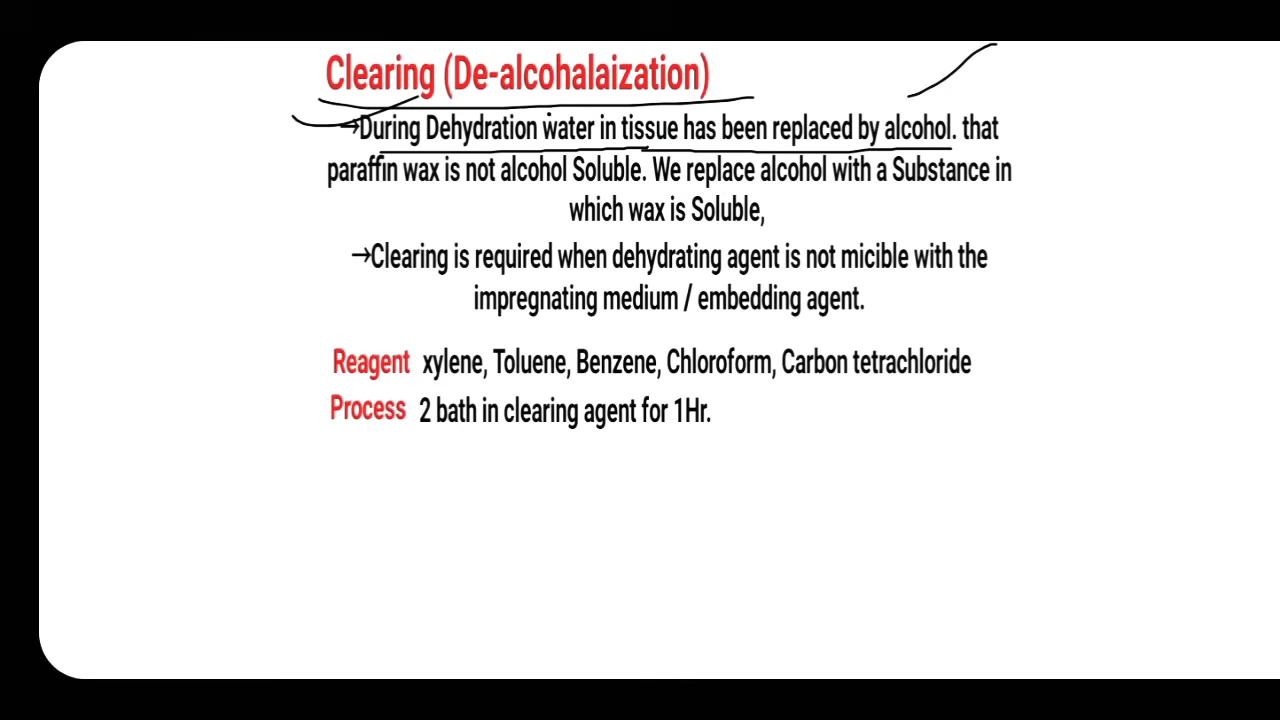 Clearing (De-alcohalaization)
→During Dehydration water in tissue has been replaced by alcohol. that
paraffin wax is not alcohol Soluble. We replace alcohol with a Substance in
which wax is Soluble,
→Clearing is required when dehydrating agent is not micible with the
impregnating medium / embedding agent.
Reagent xylene, Toluene, Benzene, Chloroform, Carbon tetrachloride
Process 2 bath in clearing agent for 1Hr.